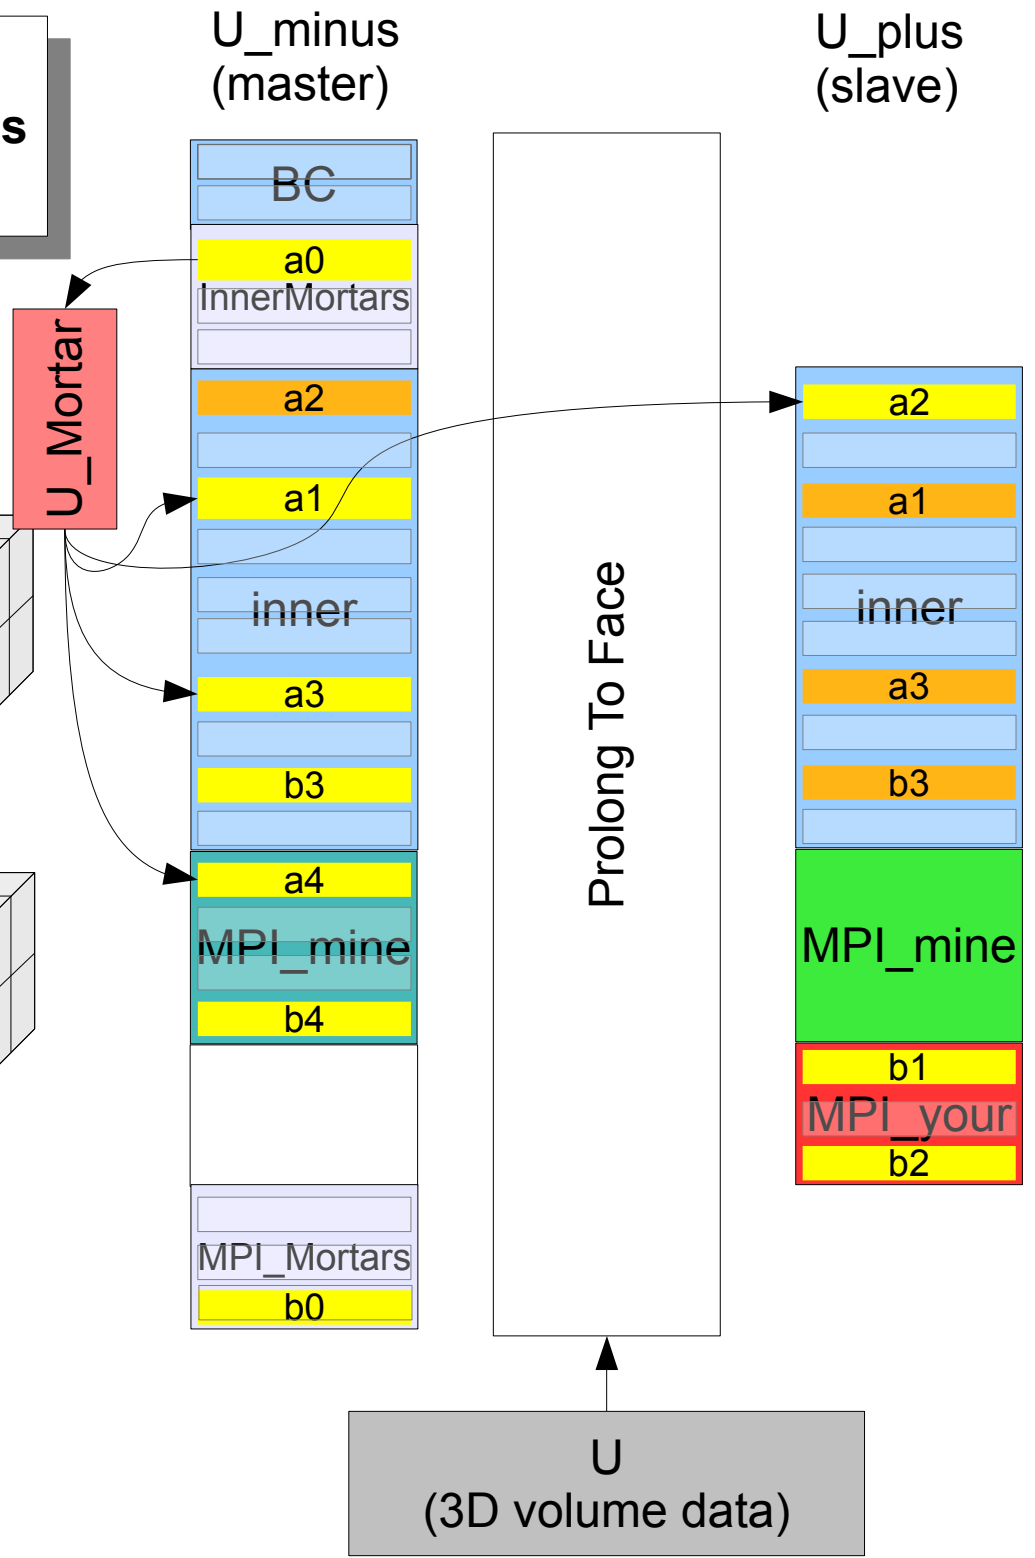 U_minus
(master)
U_plus
(slave)
s
BC
a0
InnerMortars
U_Mortar
a2
a1
inner
a3
b3
a4
MPI_mine
b4
MPI_Mortars
b0
Prolong To Face
a2
a1
inner
a3
b3
MPI_mine
b1
MPI_your
b2
U
(3D volume data)